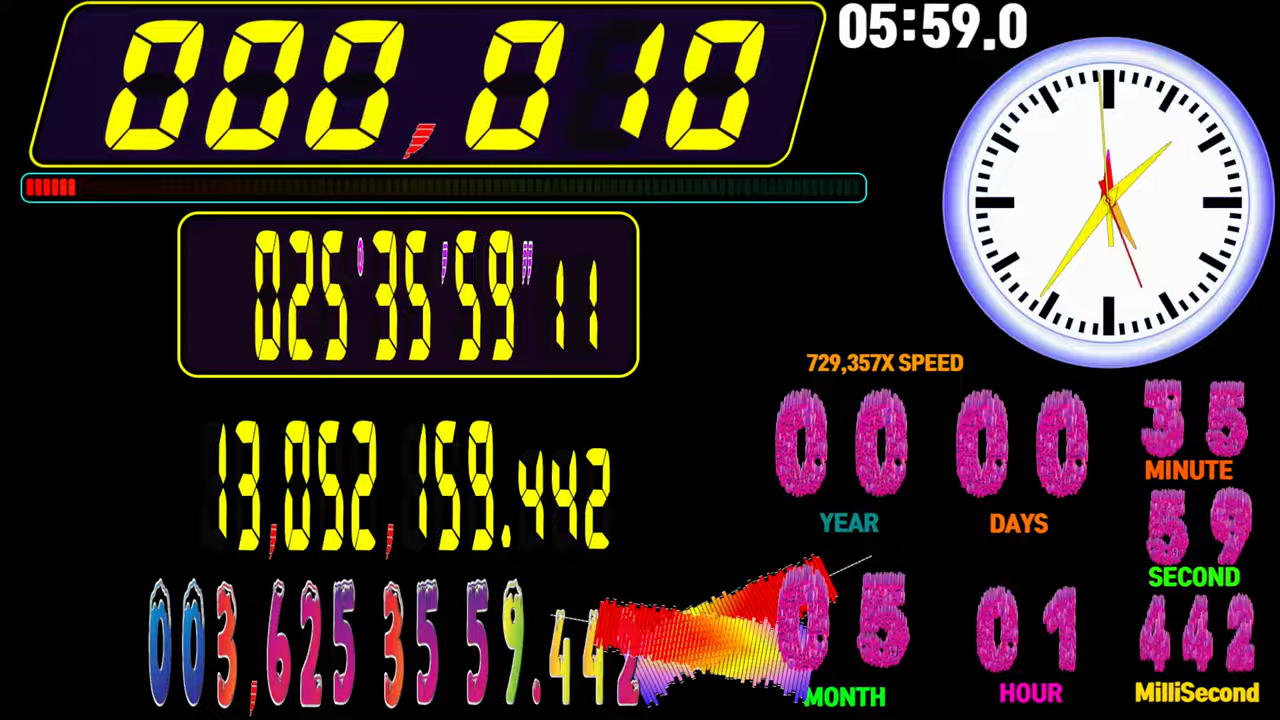 000,010
05:59.0
025°35'59"11
729,357X SPEED
13,052,159.442
003,625 35 59.442
00
YEAR
00
DAYS
35
MINUTE
59
SECOND
05
MONTH
01
HOUR
442
MilliSecond